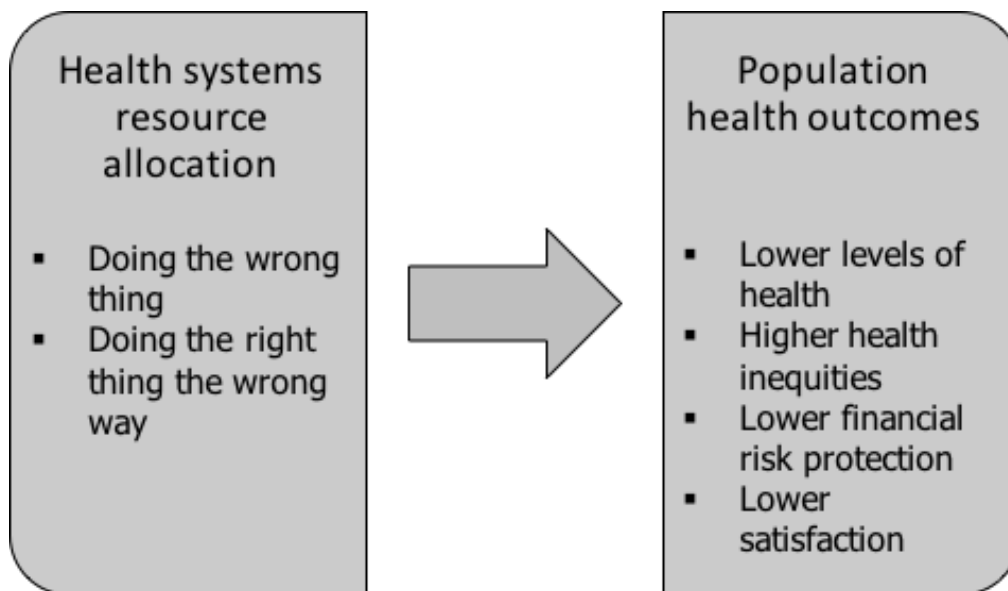 Health systems
resource
allocation
▪ Doing the wrong
thing
▪ Doing the right
thing the wrong
way
Population
health outcomes
▪ Lower levels of
health
▪ Higher health
inequities
▪ Lower financial
risk protection
▪ Lower
satisfaction